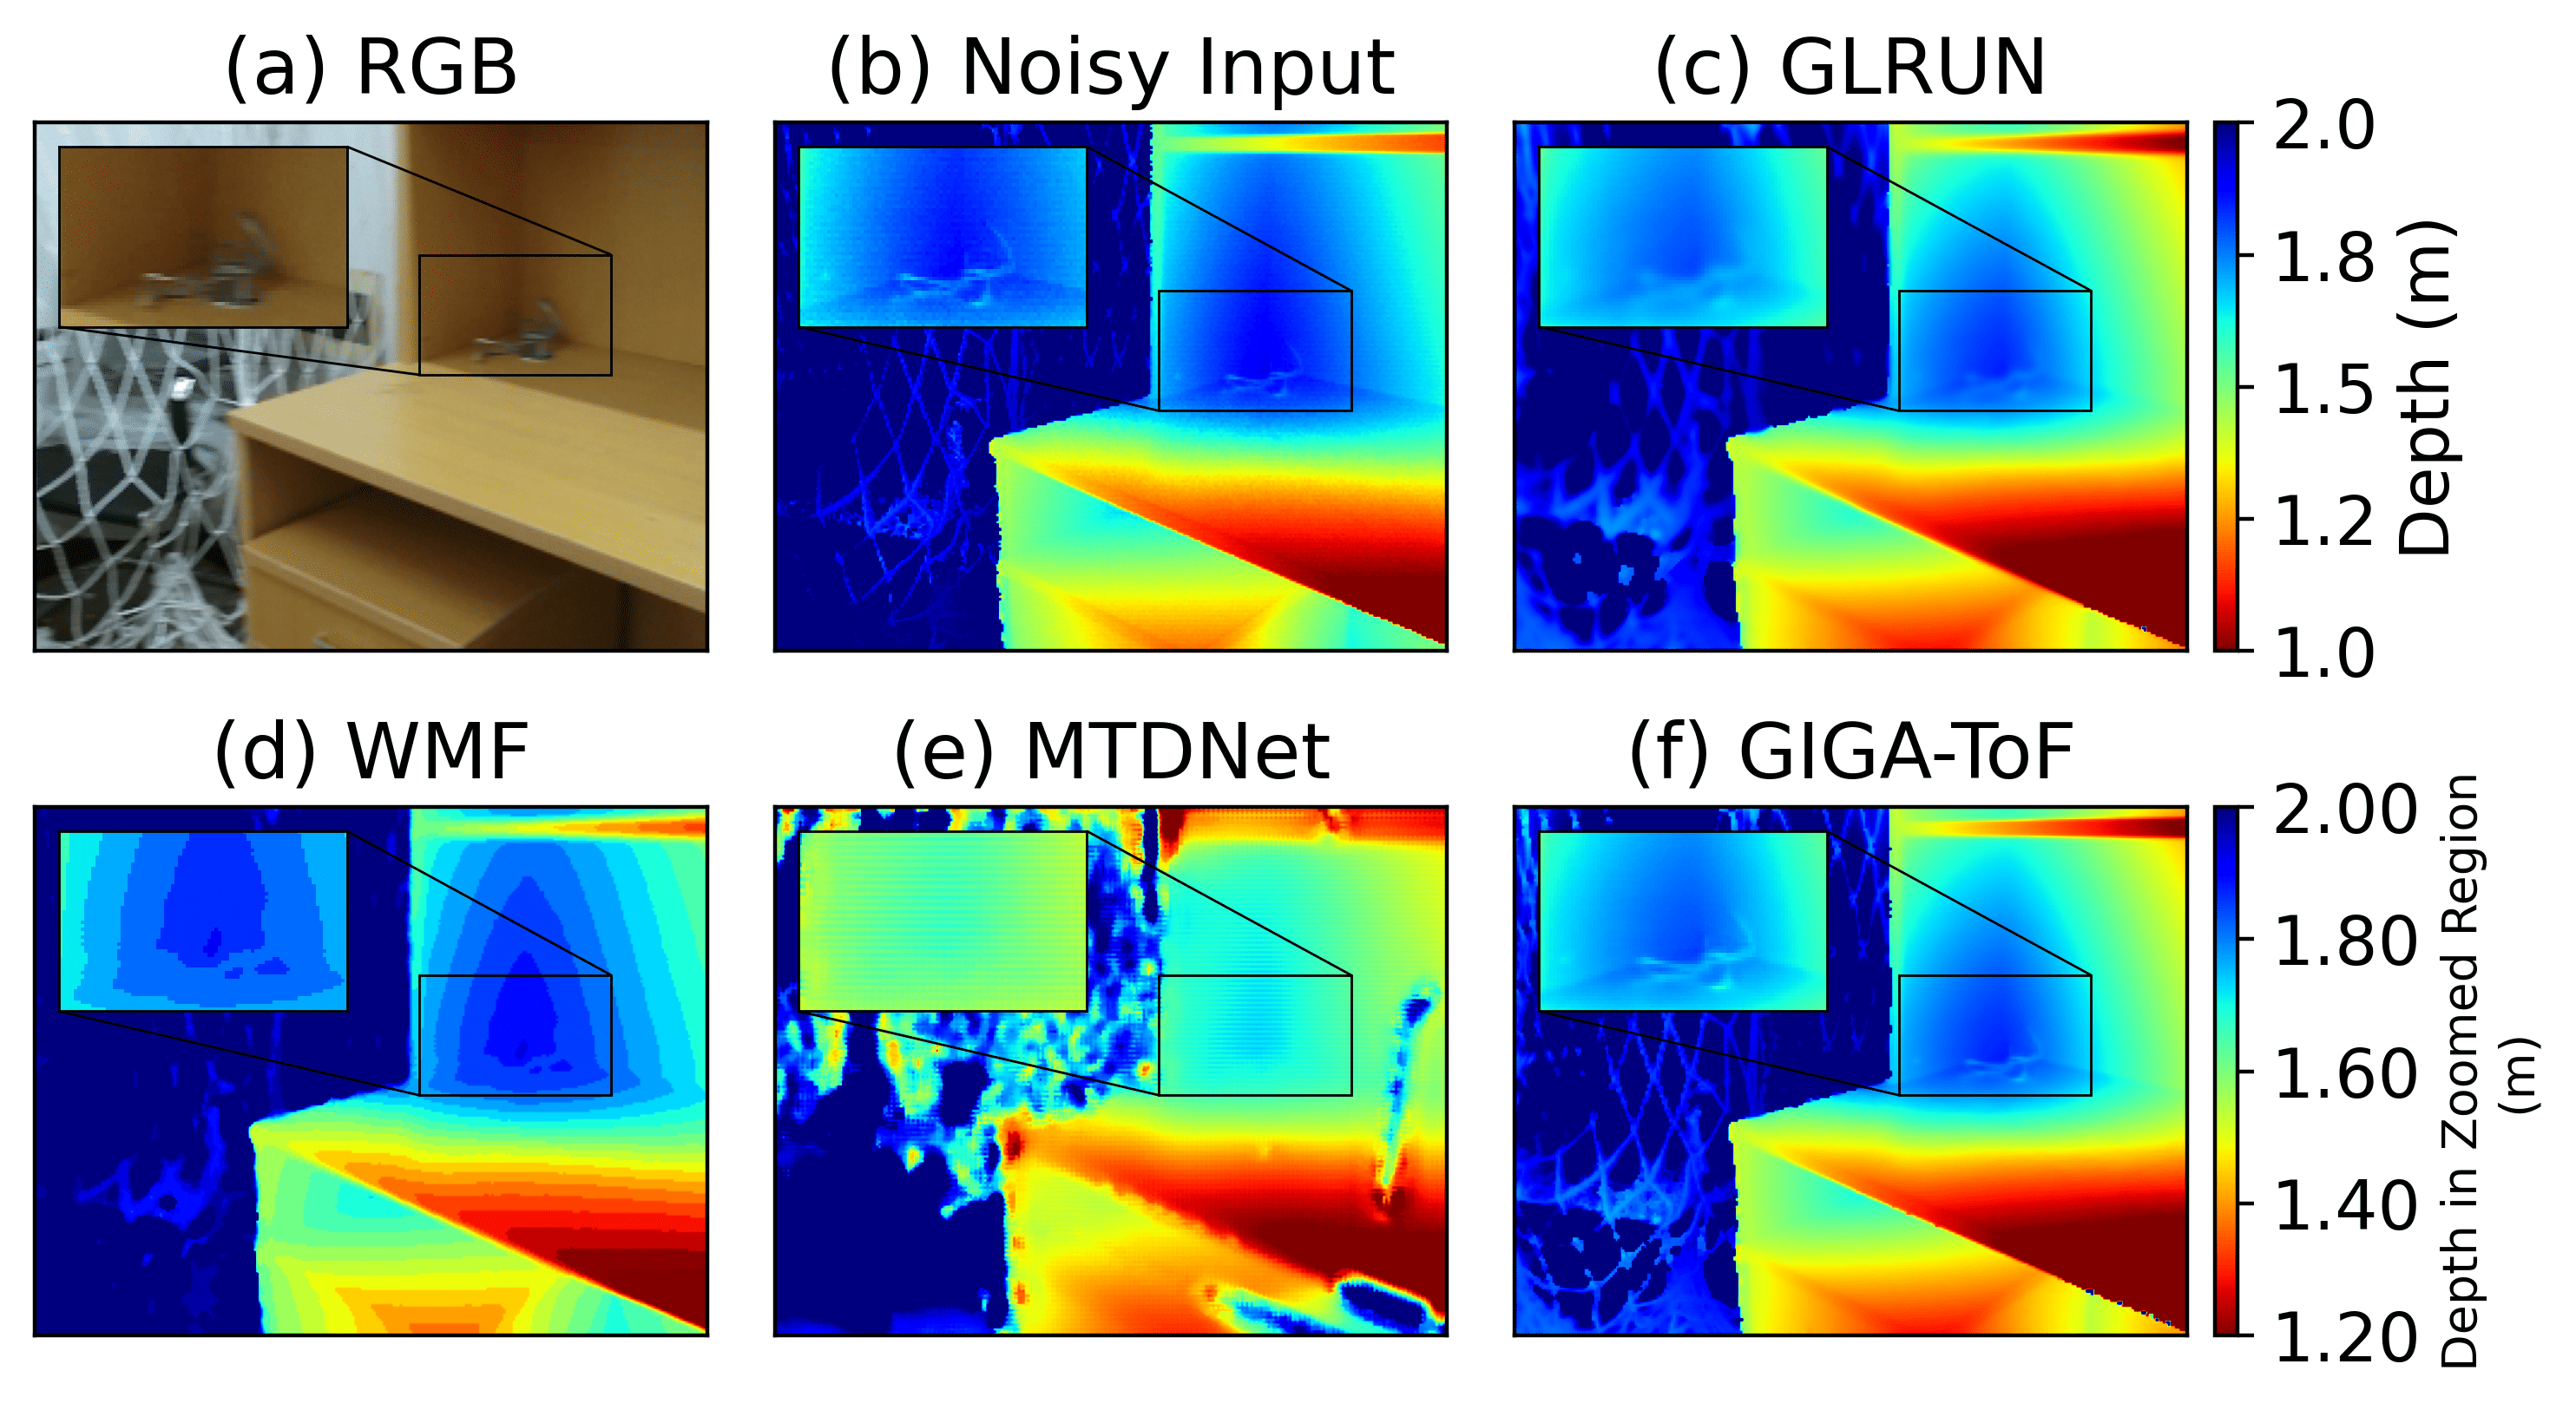 (a) RGB
(b) Noisy Input
(c) GLRUN
2.0
1.8
1.5
1.2
1.0
Depth (m)
(d) WMF
(e) MTDNet
(f) GIGA-ToF
2.00
1.80
1.60
1.40
1.20
Depth in Zoomed Region
(m)